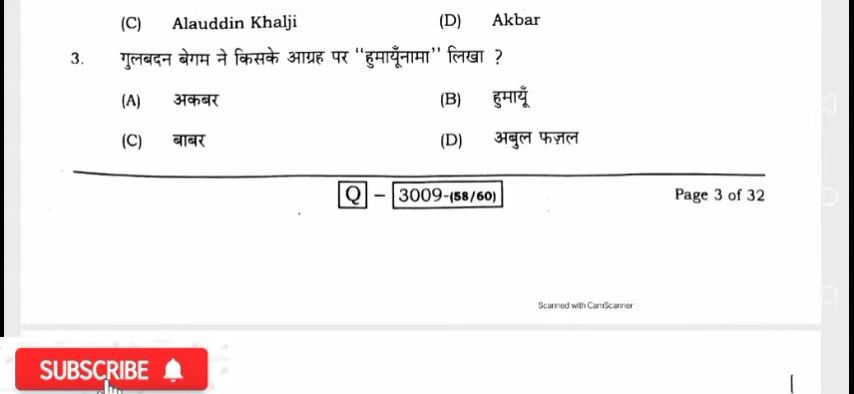 (C) Alauddin Khalji (D) Akbar
3. गुलबदन बेगम ने किसके आग्रह पर “हुमायूँनामा” लिखा ?
(A) अकबर (B) हुमायूँ
(C) बाबर (D) अबुल फज़ल
Q – 3009-(58/60) Page 3 of 32
Scanned with CamScanner
SUBSCRIBE